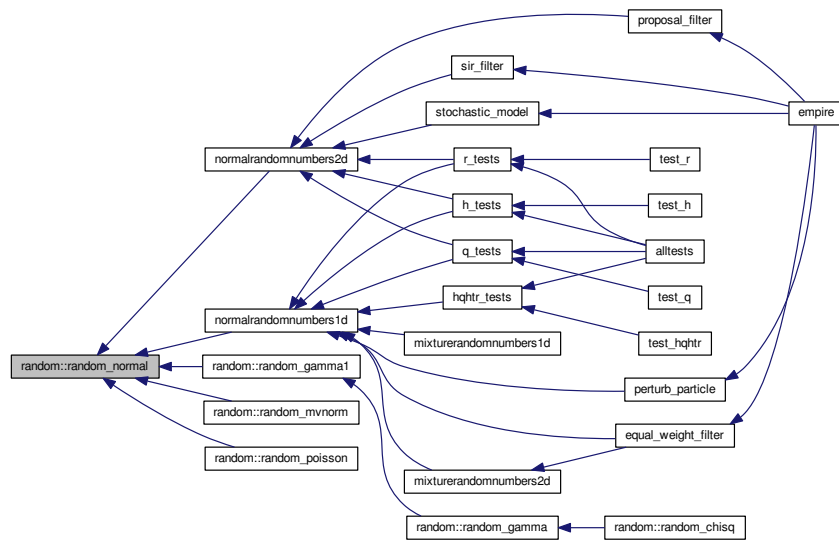 proposal_filter
sir_filter
stochastic_model
empire
normalrandomnumbers2d
r_tests
test_r
h_tests
test_h
q_tests
alltests
hqhtr_tests
test_q
normalrandomnumbers1d
mixturerandomnumbers1d
test_hqhtr
random::random_normal
random::random_gamma1
perturb_particle
random::random_mvnorm
equal_weight_filter
random::random_poisson
mixturerandomnumbers2d
random::random_gamma
random::random_chisq